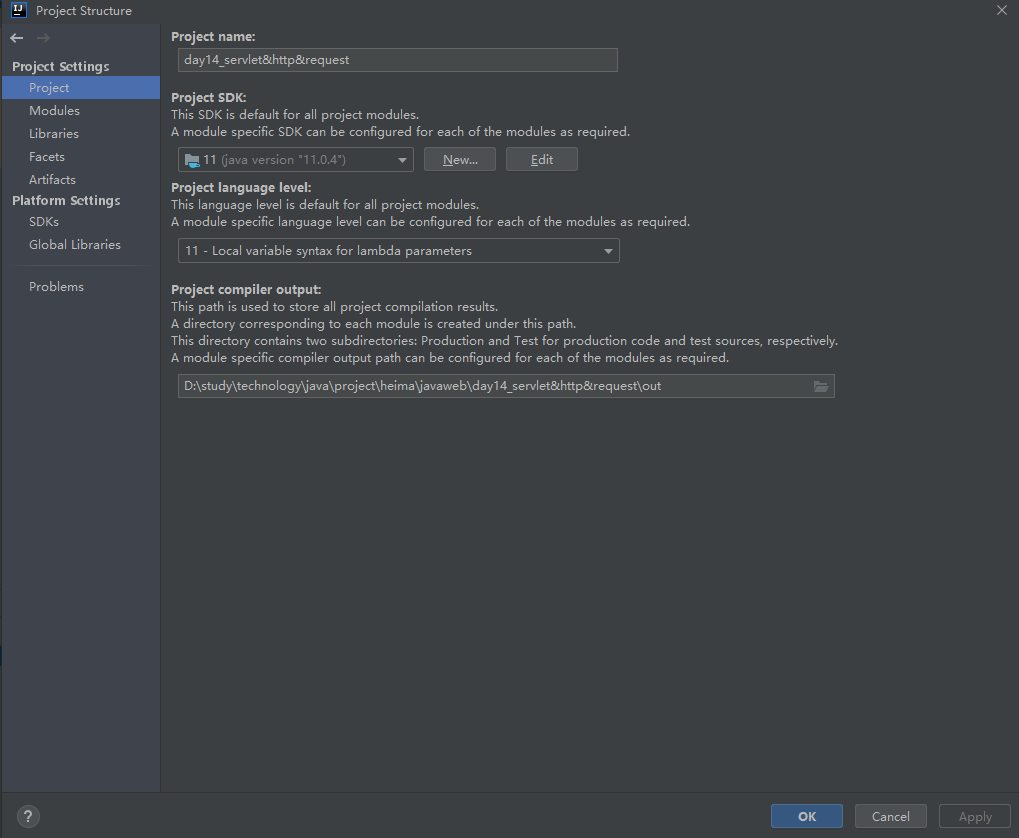 IJ
Project Structure
Project Settings
Project
Modules
Libraries
Facets
Artifacts
Platform Settings
SDKs
Global Libraries
Problems
Project name:
day14_servlet&http&request
Project SDK:
This SDK is default for all project modules.
A module specific SDK can be configured for each of the modules as required.
11 (java version "11.0.4")
New...
Edit
Project language level:
This language level is default for all project modules.
A module specific language level can be configured for each of the modules as required.
11 - Local variable syntax for lambda parameters
Project compiler output:
This path is used to store all project compilation results.
A directory corresponding to each module is created under this path.
This directory contains two subdirectories: Production and Test for production code and test sources, respectively.
A module specific compiler output path can be configured for each of the modules as required.
D:\study\technology\java\project\heima\javaweb\day14_servlet&http&request\out
?
OK
Cancel
Apply